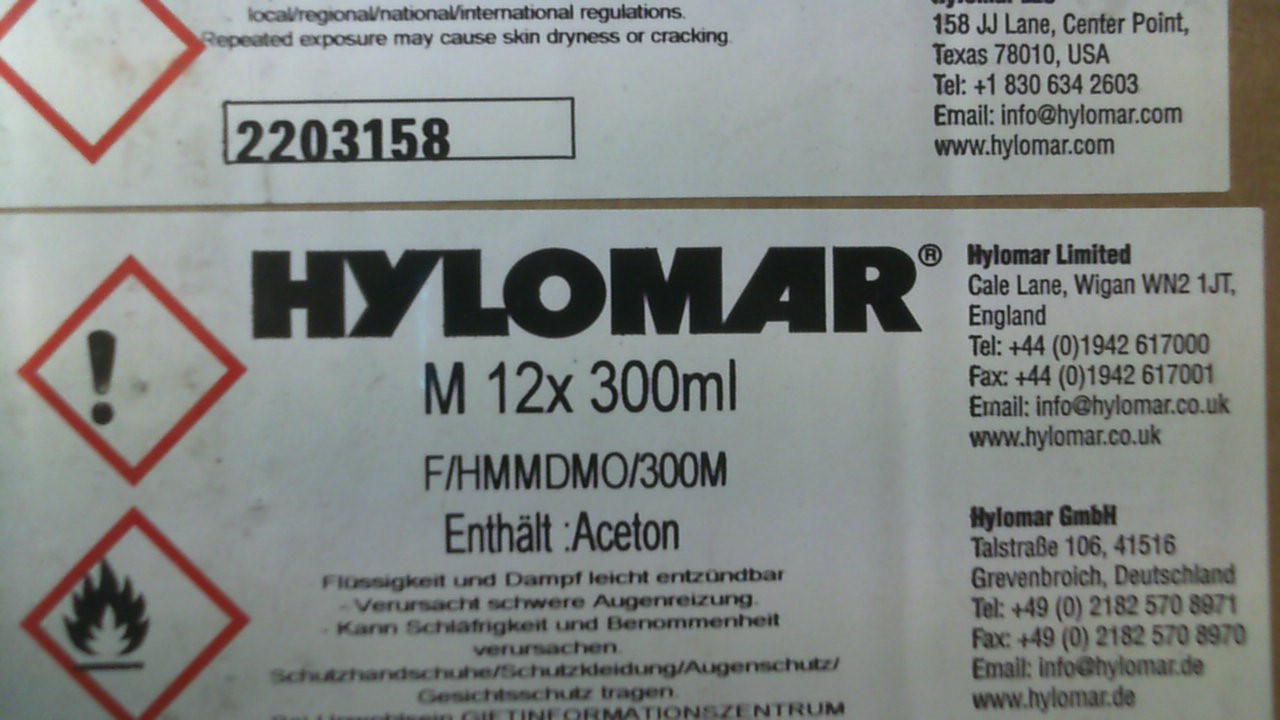 local/regional/national/international regulations.
Repeated exposure may cause skin dryness or cracking.
2203158
158 JJ Lane, Center Point,
Texas 78010, USA
Tel: +1 830 634 2603
Email: info@hylomar.com
www.hylomar.com
HYLOMAR®
M 12x 300ml
F/HMMDMO/300M
Enthält :Aceton
Flüssigkeit und Dampf leicht entzündbar
- Verursacht schwere Augenreizung.
- Kann Schläfrigkeit und Benommenheit
verursachen.
Schutzhandschuhe/Schutzkleidung/Augenschutz/
Gesichtsschutz tragen.
Bei Unwohlsein GIFTINFORMATIONSZENTRUM
Hylomar Limited
Cale Lane, Wigan WN2 1JT,
England
Tel: +44 (0)1942 617000
Fax: +44 (0)1942 617001
Email: info@hylomar.co.uk
www.hylomar.co.uk
Hylomar GmbH
Talstraße 106, 41516
Grevenbroich, Deutschland
Tel: +49 (0) 2182 570 8971
Fax: +49 (0) 2182 570 8970
Email: info@hylomar.de
www.hylomar.de